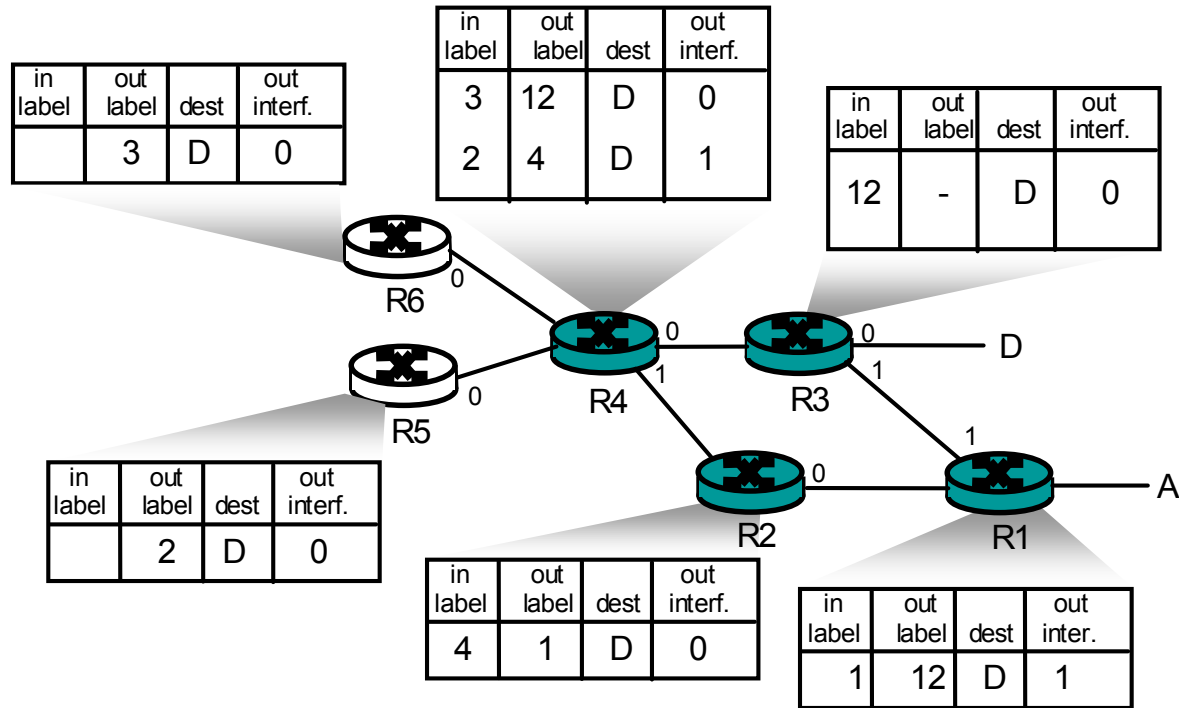 in out dest out
label label interf.
3 12 D 0
2 4 D 1
in out dest out
label label interf.
3 D 0
in out dest out
label label interf.
12 - D 0
0
R6
0 0
D
1 1
R4 R3
0
R5
1
0
A
R2 R1
in out dest out
label label interf.
2 D 0
in out dest out
label label interf.
4 1 D 0
in out dest out
label label inter.
1 12 D 1